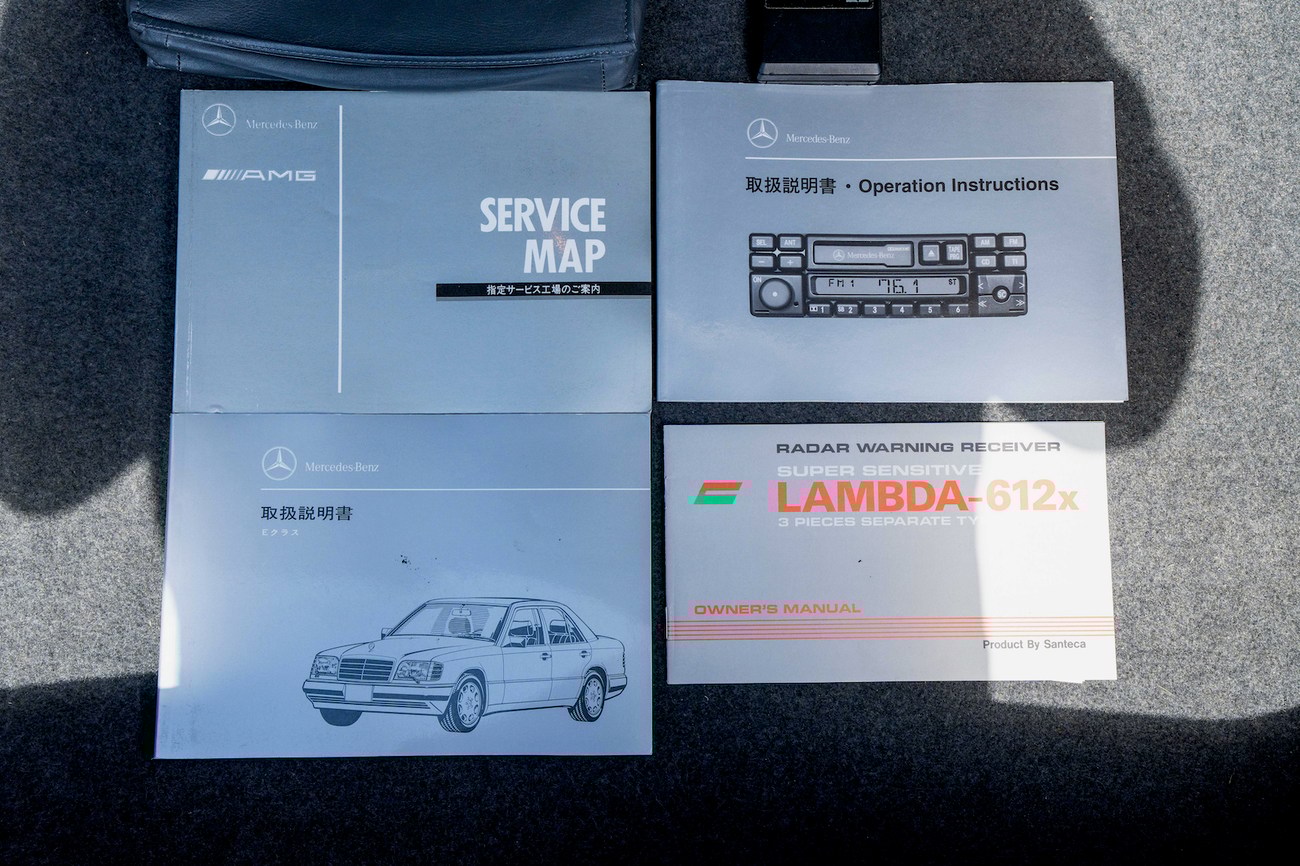 Mercedes-Benz
AMG
SERVICE
MAP
指定サービス工場のご案内
Mercedes-Benz
取扱説明書・Operation Instructions
SEL ANT
AM FM
Mercedes-Benz
− +
CD TI
ON
FM1 76.1 ST
1 2 3 4 5 6
Mercedes-Benz
取扱説明書
Eクラス
RADAR WARNING RECEIVER
SUPER SENSITIVE
LAMBDA-612x
3 PIECES SEPARATE TY
OWNER'S MANUAL
Product By Santeca